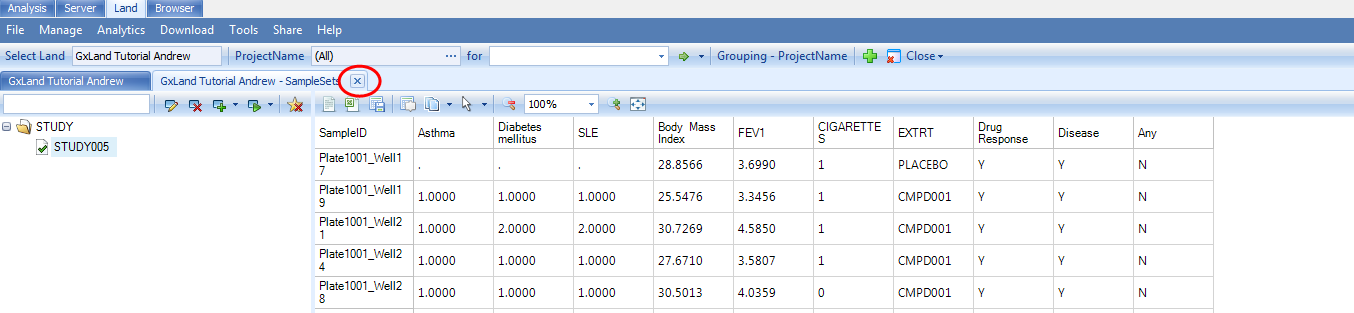 Analysis Server Land Browser
File Manage Analytics Download Tools Share Help
Select Land GxLand Tutorial Andrew ProjectName (All) ... for Grouping - ProjectName Close
GxLand Tutorial Andrew GxLand Tutorial Andrew - SampleSets
100%
STUDY
STUDY005
SampleID Asthma Diabetes mellitus SLE Body Mass Index FEV1 CIGARETTES EXTRT Drug Response Disease Any
Plate1001_Well17 . . . 28.8566 3.6990 1 PLACEBO Y Y N
Plate1001_Well19 1.0000 1.0000 1.0000 25.5476 3.3456 1 CMPD001 Y Y N
Plate1001_Well21 1.0000 2.0000 2.0000 30.7269 4.5850 1 CMPD001 Y Y N
Plate1001_Well24 1.0000 1.0000 1.0000 27.6710 3.5807 1 CMPD001 Y Y N
Plate1001_Well28 1.0000 1.0000 1.0000 30.5013 4.0359 0 CMPD001 Y Y N